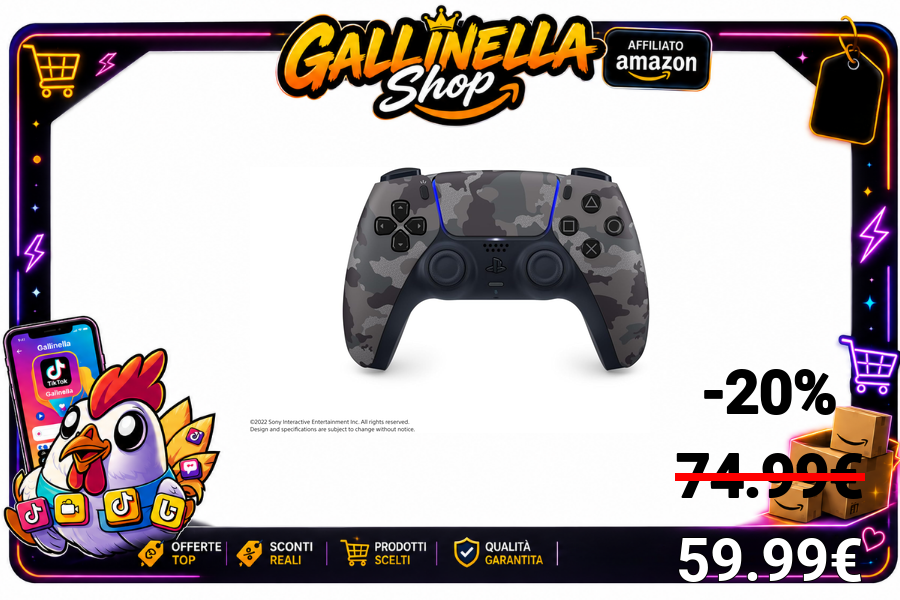 GALLINELLA
Shop
AFFILIATO
amazon
Gallinella
TikTok
Gallinella
©2022 Sony Interactive Entertainment Inc. All rights reserved.
Design and specifications are subject to change without notice.
-20%
74.99€
59.99€
OFFERTE
TOP
SCONTI
REALI
PRODOTTI
SCELTI
QUALITÀ
GARANTITA